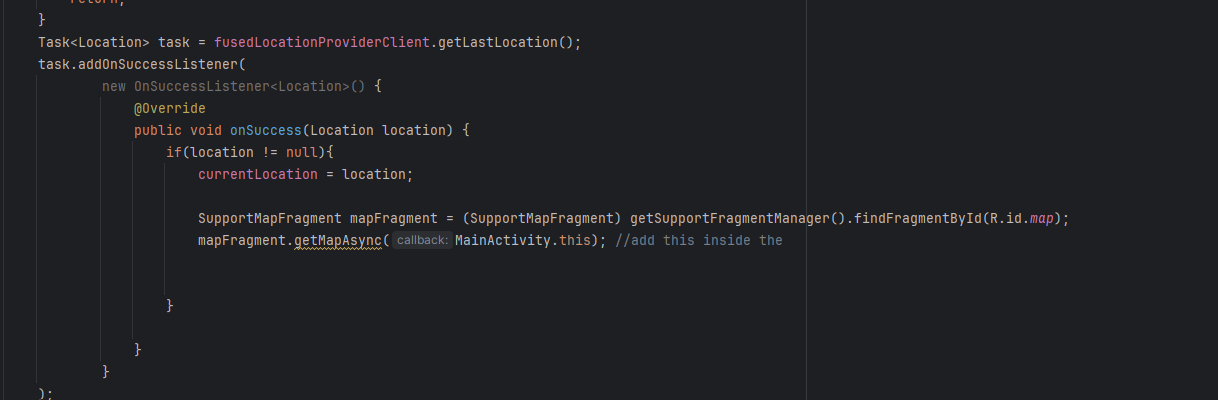 return;
}
Task<Location> task = fusedLocationProviderClient.getLastLocation();
task.addOnSuccessListener(
new OnSuccessListener<Location>() {
@Override
public void onSuccess(Location location) {
if(location != null){
currentLocation = location;
SupportMapFragment mapFragment = (SupportMapFragment) getSupportFragmentManager().findFragmentById(R.id.map);
mapFragment.getMapAsync( callback: MainActivity.this); //add this inside the
}
}
}
);